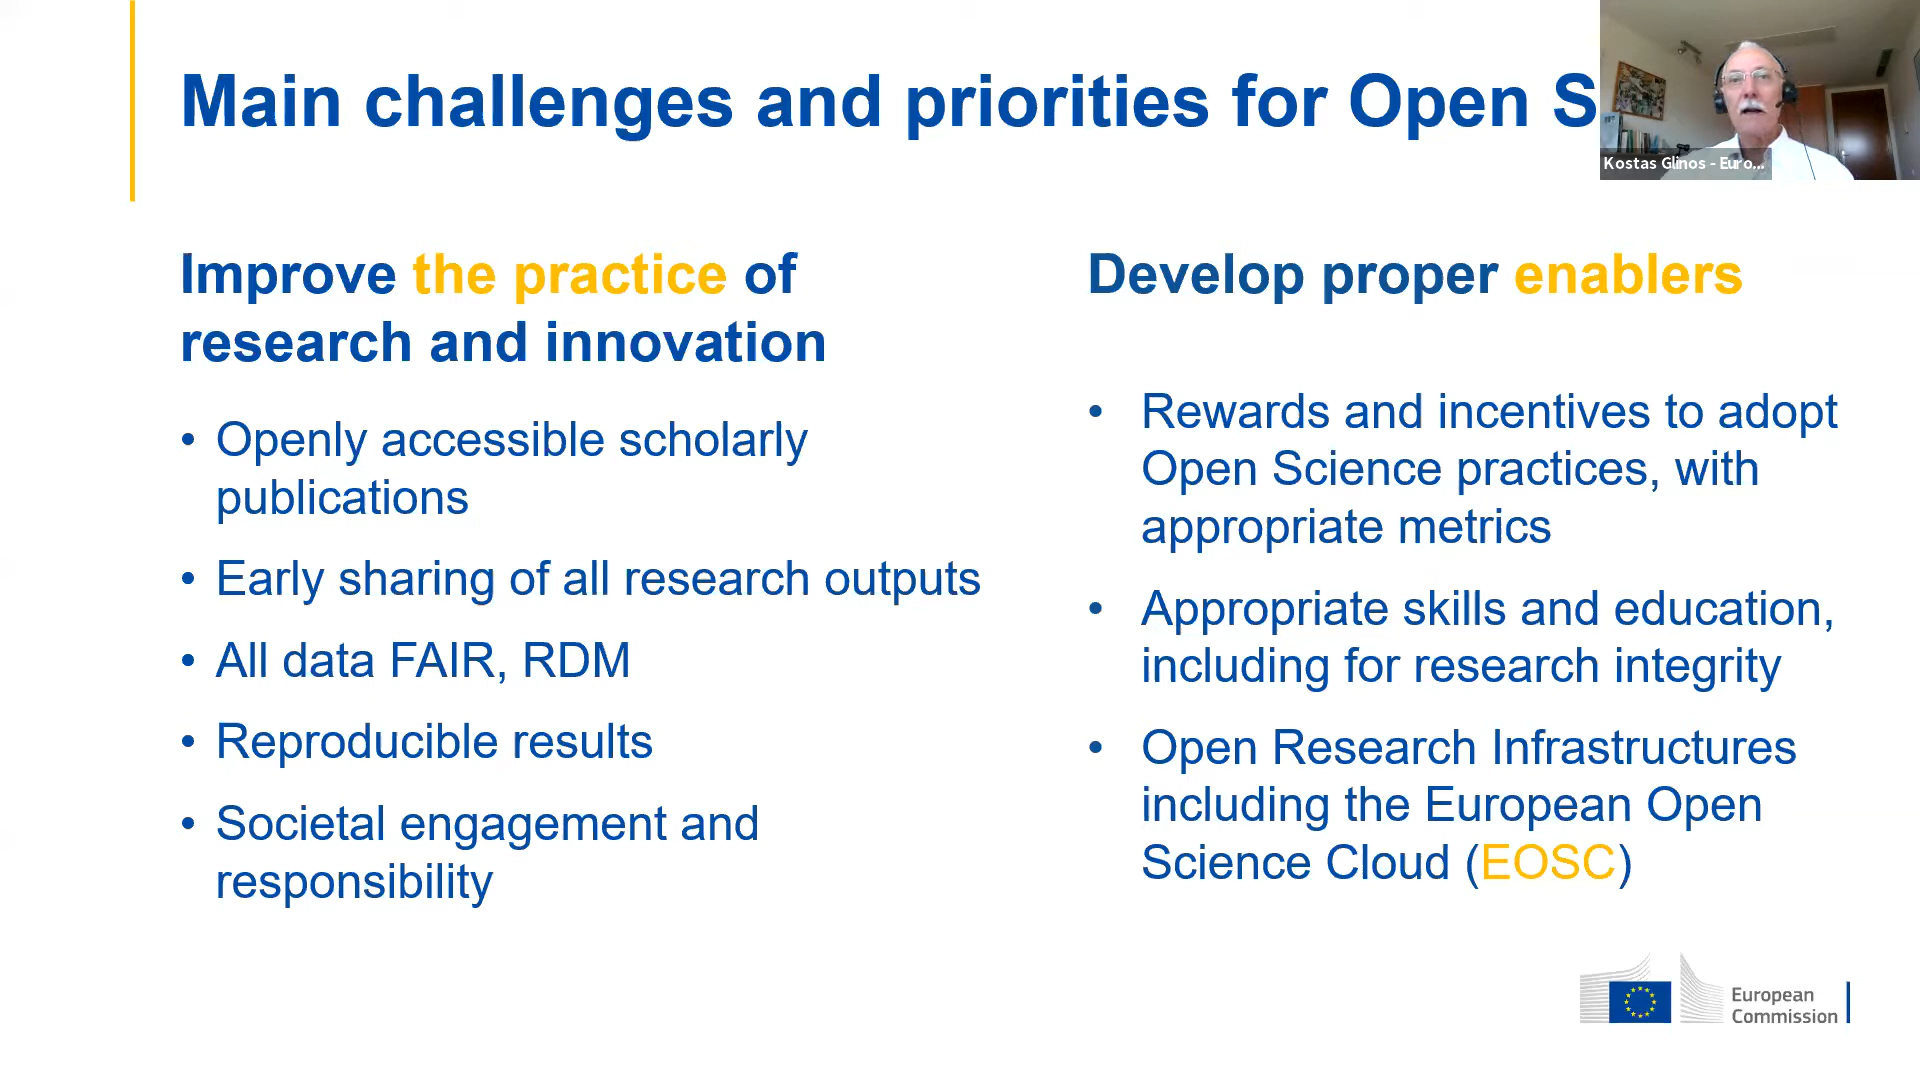 Main challenges and priorities for Open S
Kostas Glinos - Euro...
Improve the practice of
research and innovation
• Openly accessible scholarly
publications
• Early sharing of all research outputs
• All data FAIR, RDM
• Reproducible results
• Societal engagement and
responsibility
Develop proper enablers
• Rewards and incentives to adopt
Open Science practices, with
appropriate metrics
• Appropriate skills and education,
including for research integrity
• Open Research Infrastructures
including the European Open
Science Cloud (EOSC)
European
Commission